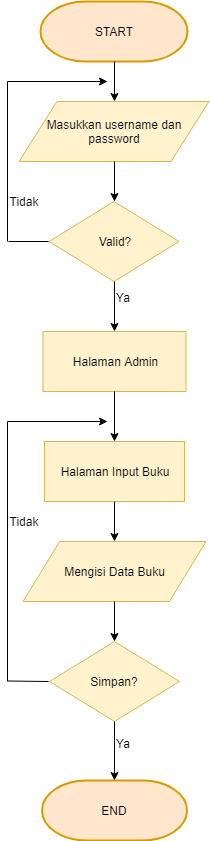 START
Masukkan username dan
password
Tidak
Valid?
Ya
Halaman Admin
Halaman Input Buku
Tidak
Mengisi Data Buku
Simpan?
Ya
END